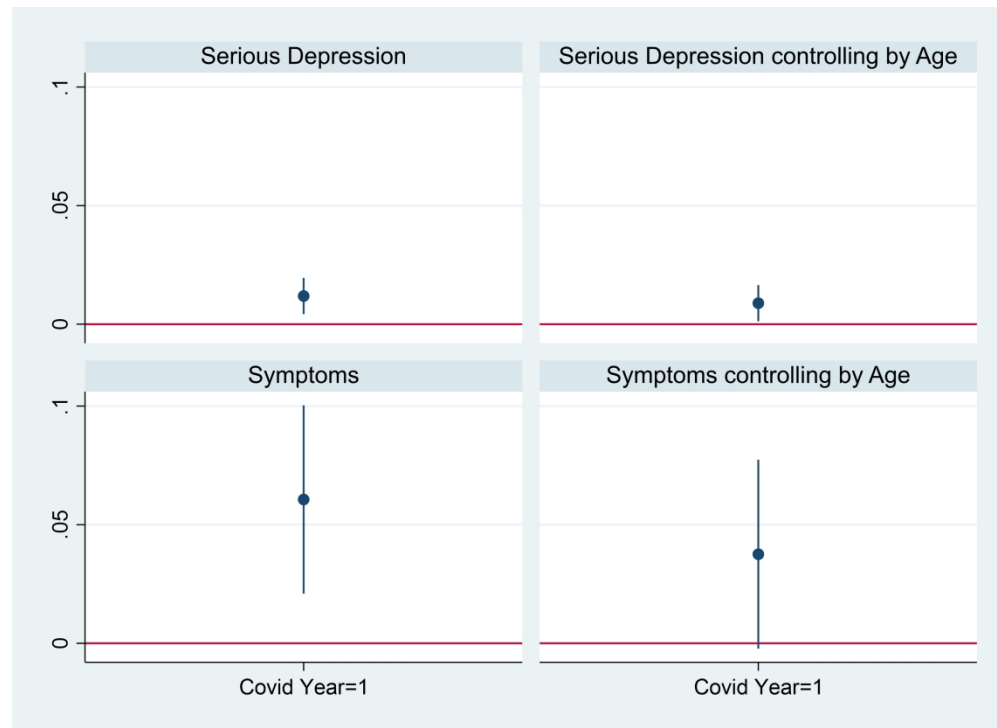 Serious Depression
Serious Depression controlling by Age
.1
.05
0
Symptoms
Symptoms controlling by Age
.1
.05
0
Covid Year=1
Covid Year=1